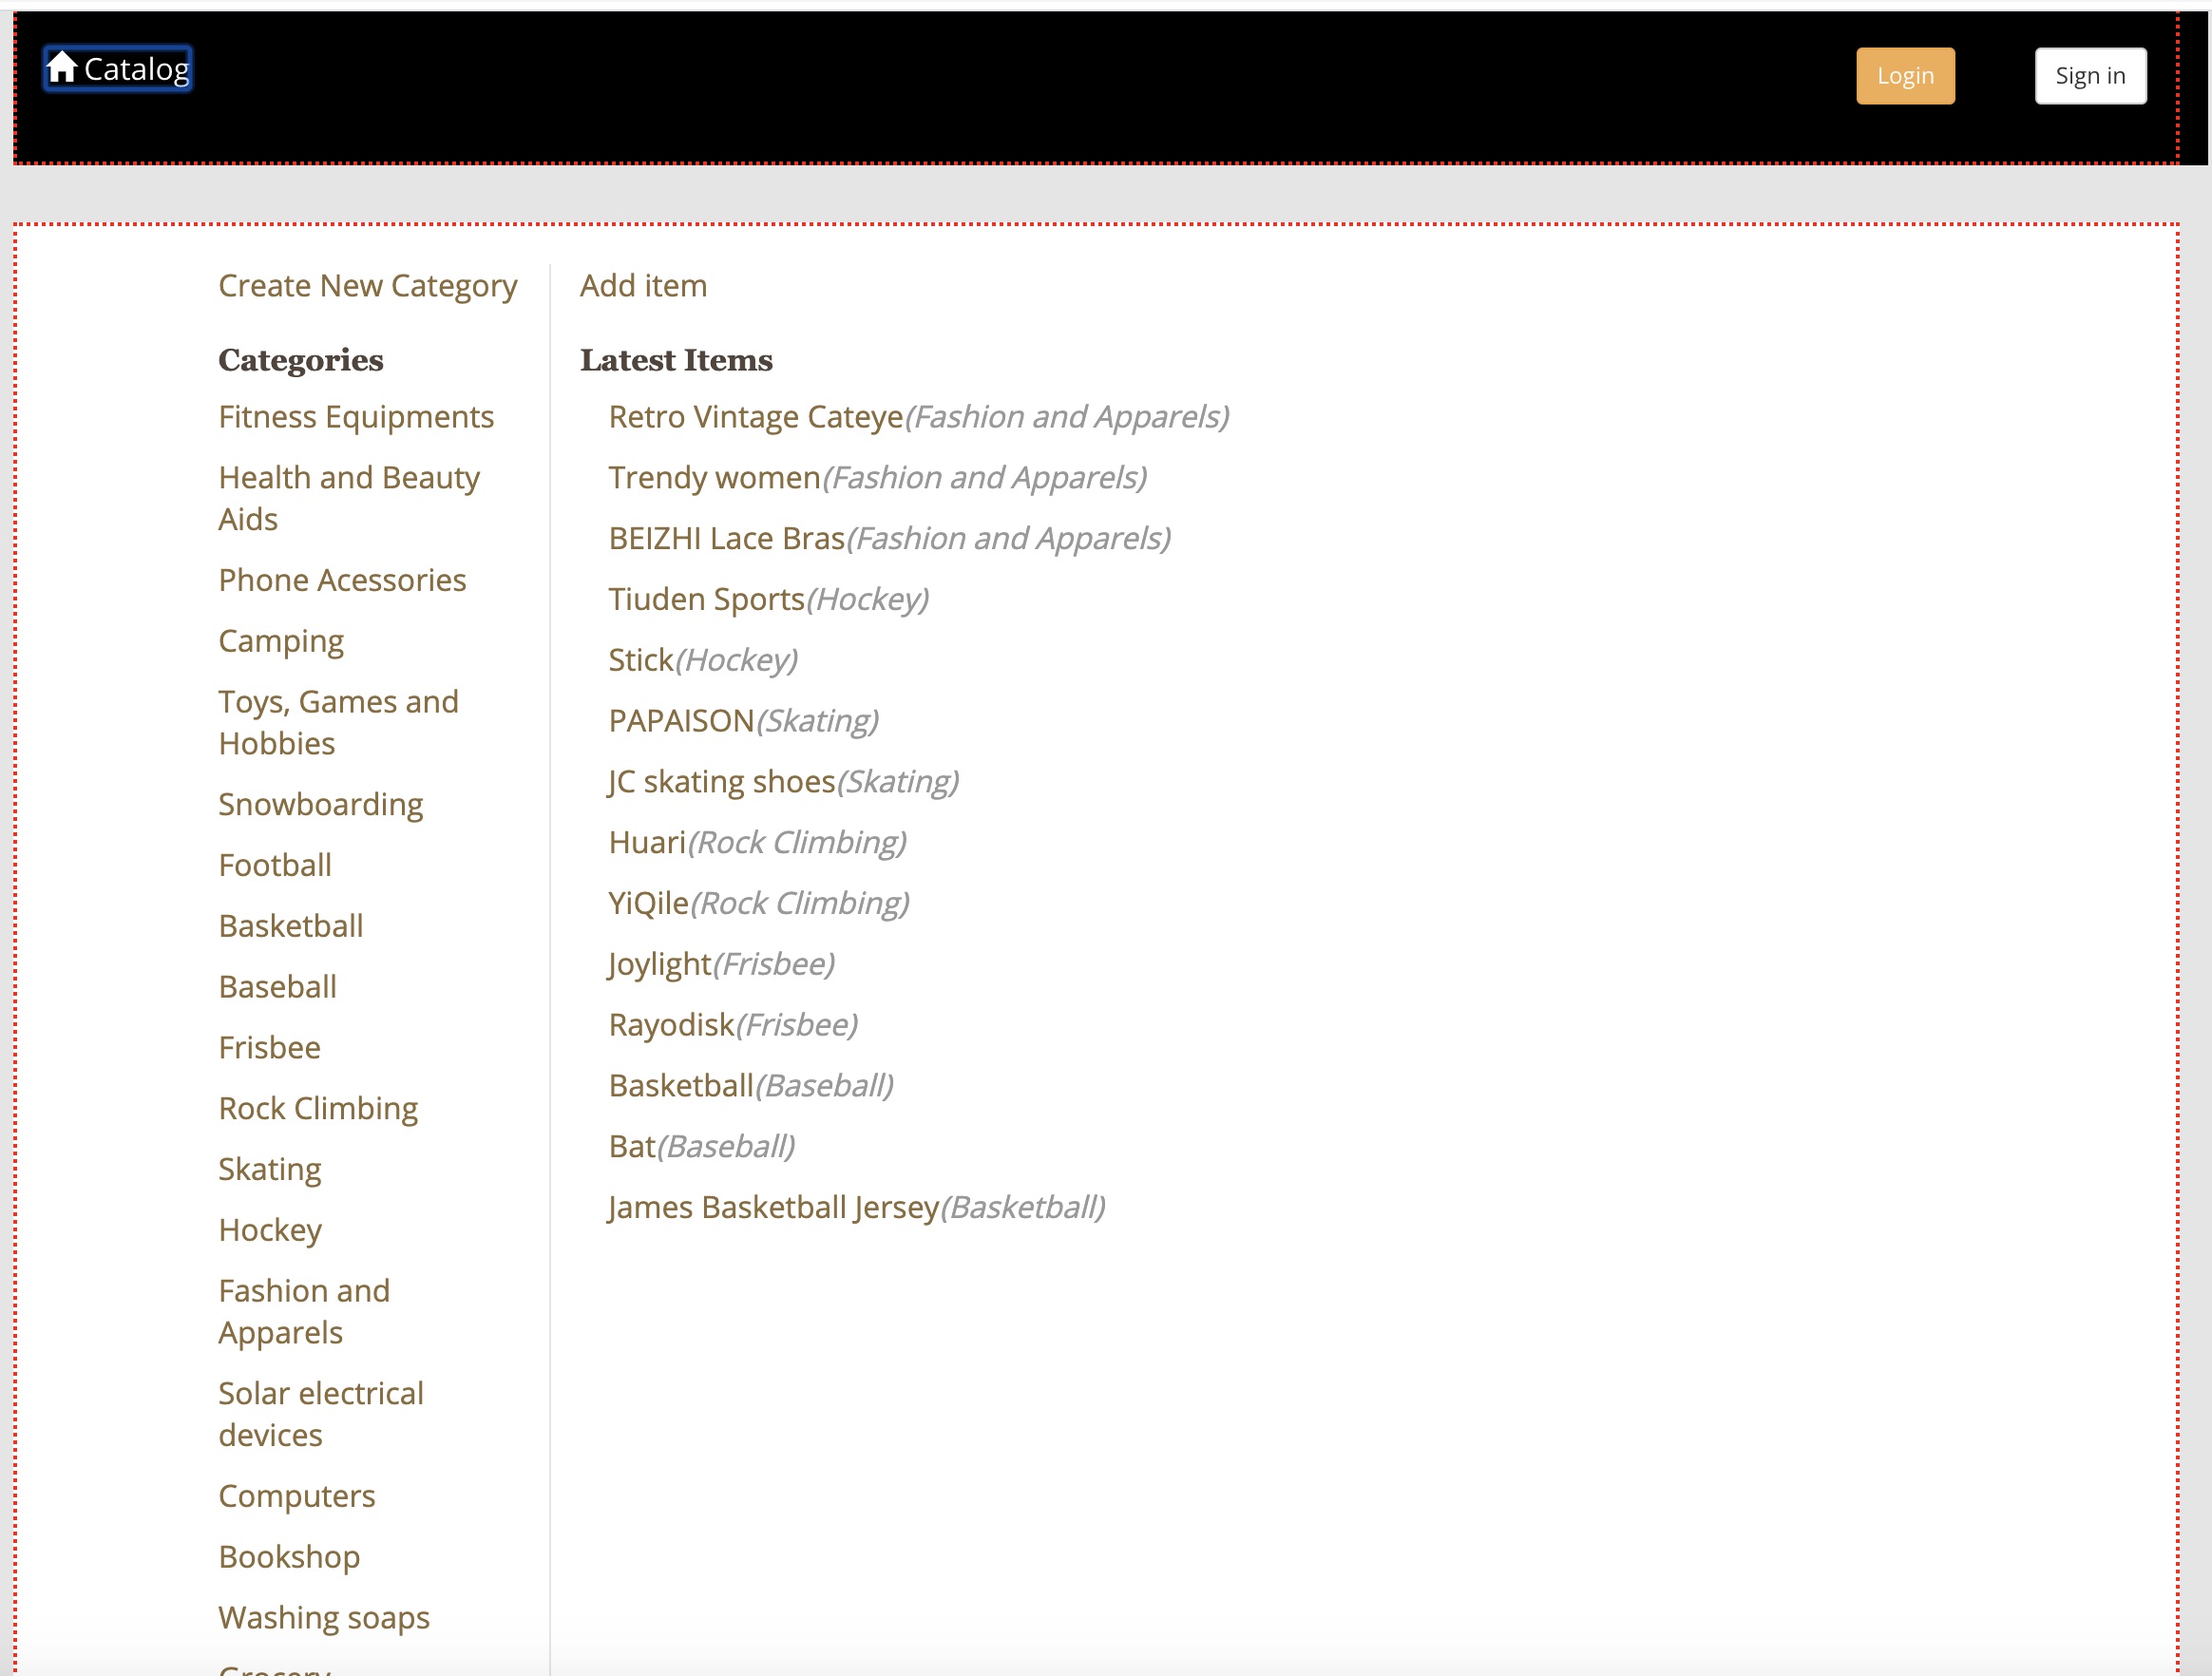 Catalog
Login
Sign in
Create New Category
Categories
Fitness Equipments
Health and Beauty
Aids
Phone Acessories
Camping
Toys, Games and
Hobbies
Snowboarding
Football
Basketball
Baseball
Frisbee
Rock Climbing
Skating
Hockey
Fashion and
Apparels
Solar electrical
devices
Computers
Bookshop
Washing soaps
Grocery
Add item
Latest Items
Retro Vintage Cateye(Fashion and Apparels)
Trendy women(Fashion and Apparels)
BEIZHI Lace Bras(Fashion and Apparels)
Tiuden Sports(Hockey)
Stick(Hockey)
PAPAISON(Skating)
JC skating shoes(Skating)
Huari(Rock Climbing)
YiQile(Rock Climbing)
Joylight(Frisbee)
Rayodisk(Frisbee)
Basketball(Baseball)
Bat(Baseball)
James Basketball Jersey(Basketball)